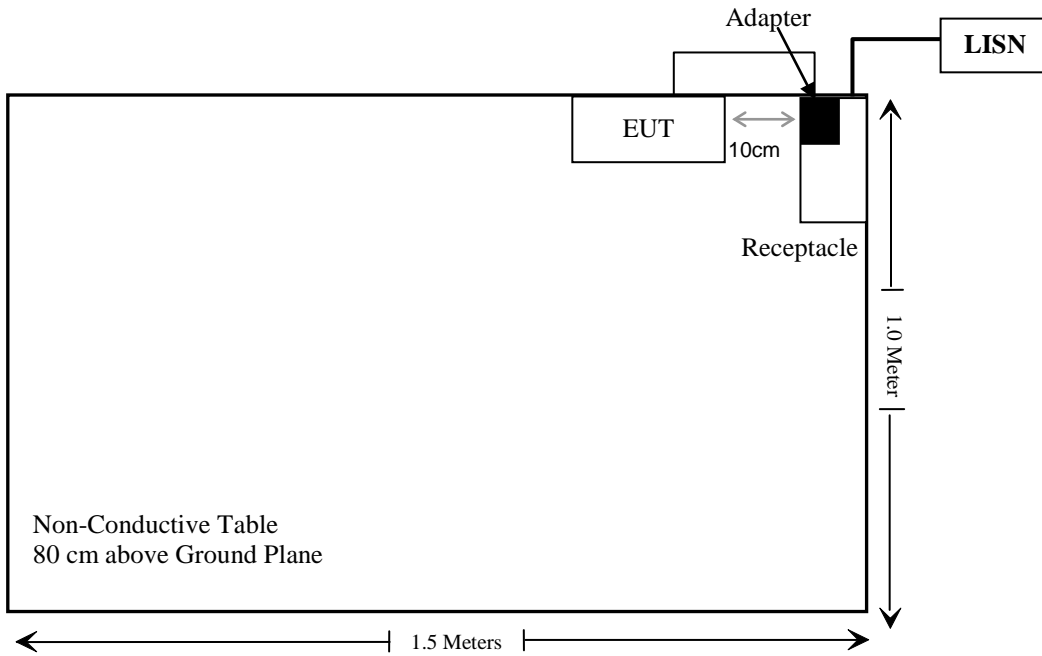 Adapter
LISN
EUT
10cm
Receptacle
1.0 Meter
Non-Conductive Table
80 cm above Ground Plane
1.5 Meters